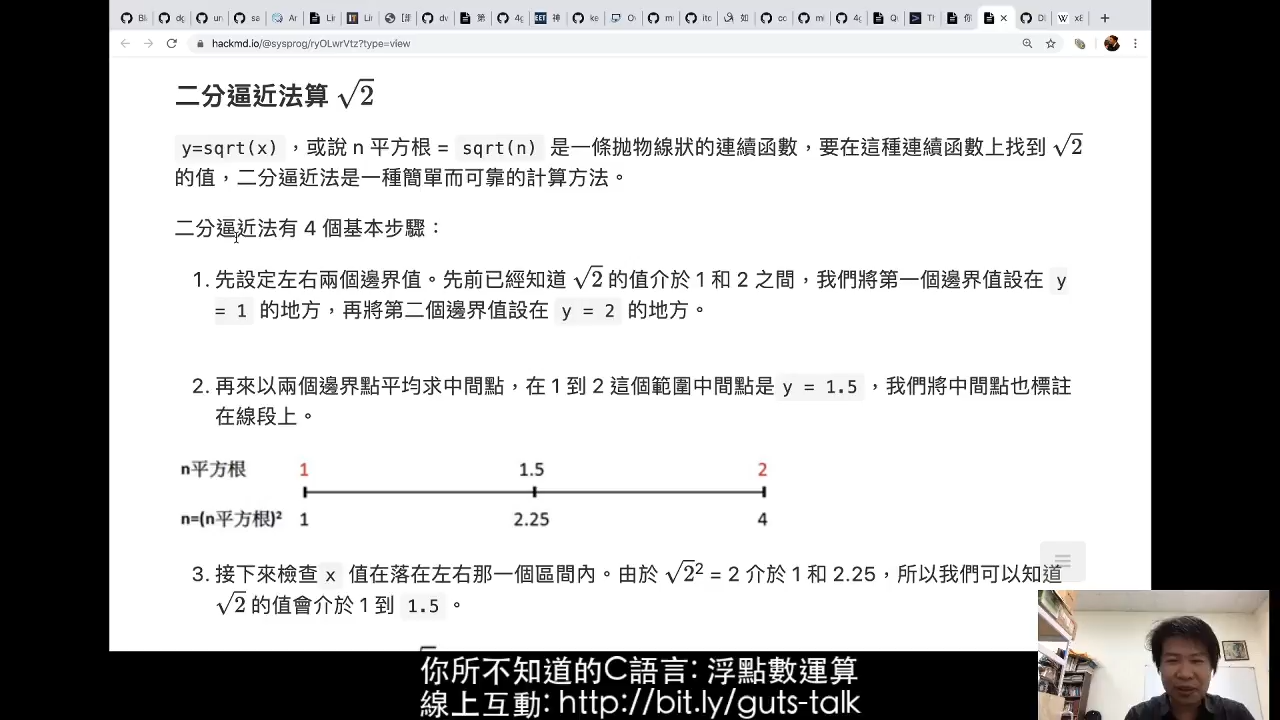 hackmd.io/@sysprog/ryOLwrVtz?type=view
二分逼近法算 √2
y=sqrt(x) ，或說 n 平方根 = sqrt(n) 是一條拋物線狀的連續函數，要在這種連續函數上找到 √2
的值，二分逼近法是一種簡單而可靠的計算方法。
二分逼近法有 4 個基本步驟：
1. 先設定左右兩個邊界值。先前已經知道 √2 的值介於 1 和 2 之間，我們將第一個邊界值設在 y
= 1 的地方，再將第二個邊界值設在 y = 2 的地方。
2. 再來以兩個邊界點平均求中間點，在 1 到 2 這個範圍中間點是 y = 1.5 ，我們將中間點也標註
在線段上。
n平方根 1 1.5 2
n=(n平方根)² 1 2.25 4
3. 接下來檢查 x 值在落在左右那一個區間內。由於 √2² = 2 介於 1 和 2.25，所以我們可以知道
√2 的值會介於 1 到 1.5 。
你所不知道的C語言: 浮點數運算
線上互動: http://bit.ly/guts-talk